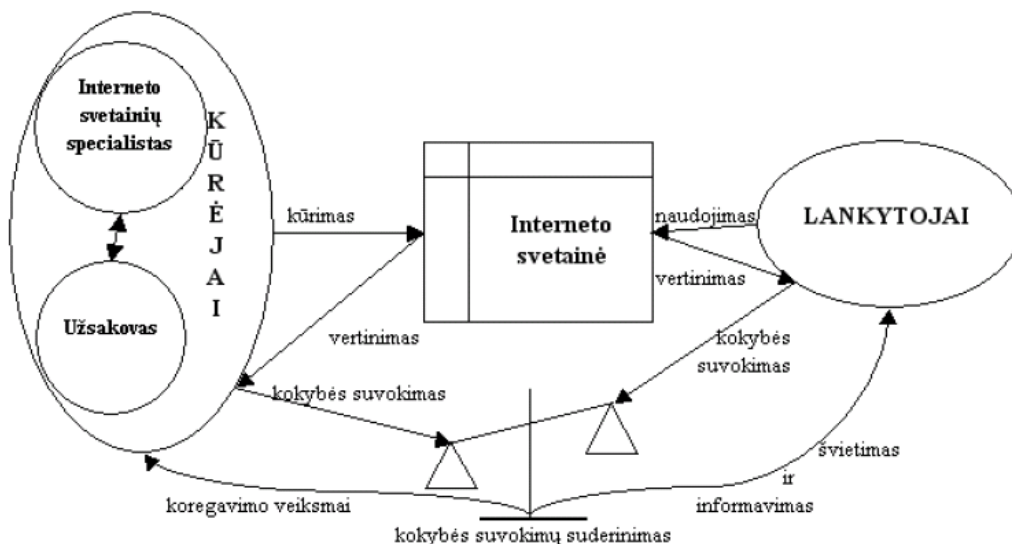 Interneto
svetainių
specialistas
KŪRĖJAI
Užsakovas
kūrimas
Interneto
svetainė
naudojimas
LANKYTOJAI
vertinimas
vertinimas
kokybės
suvokimas
kokybės suvokimas
švietimas
ir
informavimas
koregavimo veiksmai
kokybės suvokimų suderinimas